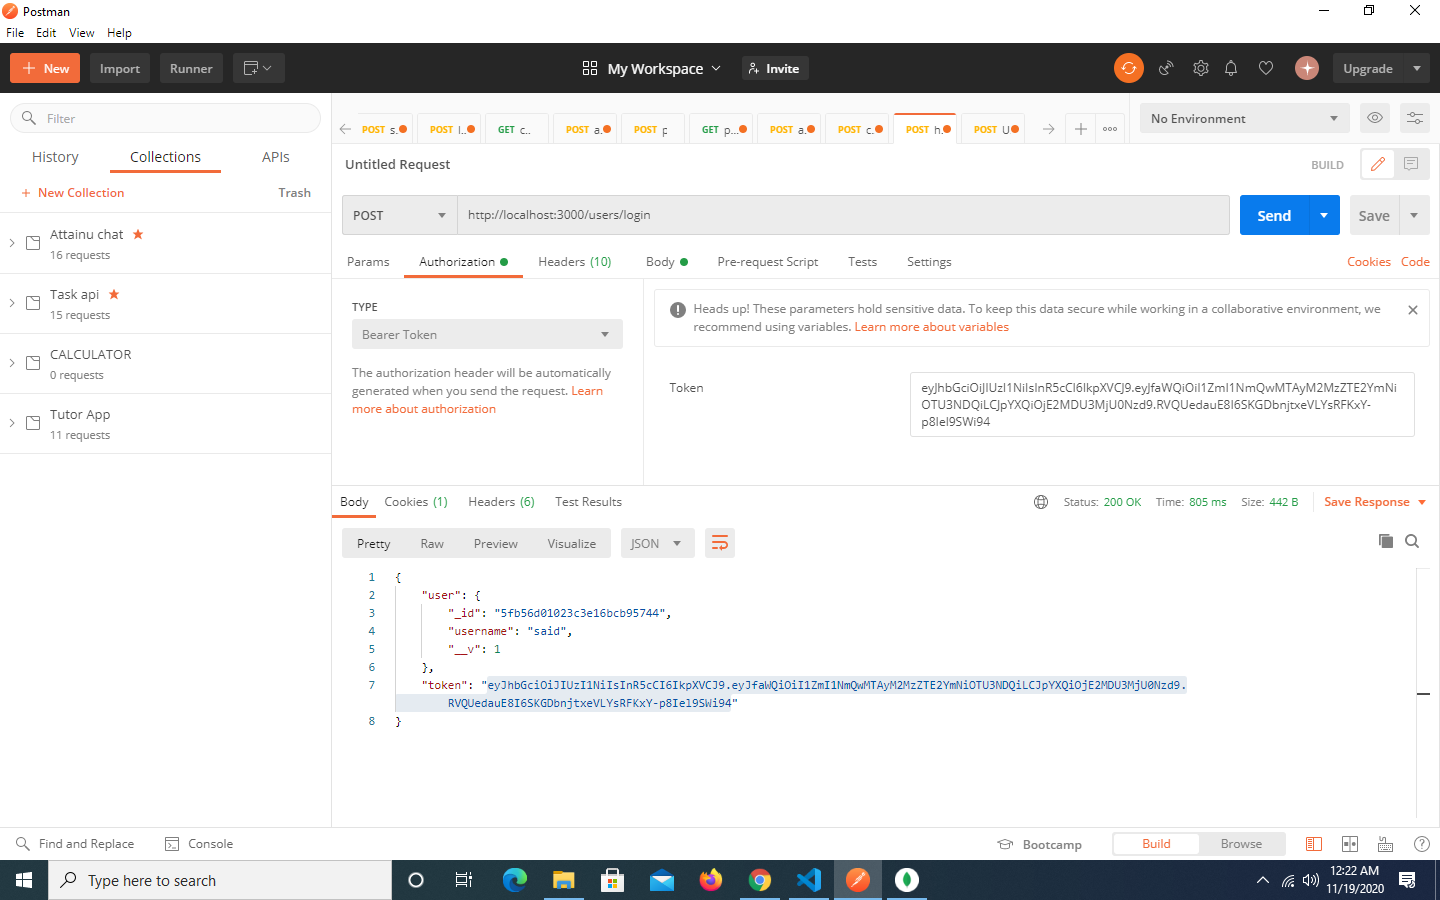 Postman
File Edit View Help
New Import Runner My Workspace Invite Upgrade
Filter
History Collections APIs
New Collection Trash
Attainu chat
16 requests
Task api
15 requests
CALCULATOR
0 requests
Tutor App
11 requests
POST s. POST l. GET c.. POST a. POST p GET p... POST a. POST c. POST h. POST U
No Environment
Untitled Request BUILD
POST http://localhost:3000/users/login Send Save
Params Authorization Headers (10) Body Pre-request Script Tests Settings Cookies Code
TYPE
Bearer Token
The authorization header will be automatically
generated when you send the request. Learn
more about authorization
Heads up! These parameters hold sensitive data. To keep this data secure while working in a collaborative environment, we
recommend using variables. Learn more about variables
Token
eyJhbGciOiJIUzI1NiIsInR5cCI6IkpXVCJ9.eyJfaWQiOiI1ZmI1NmQwMTAyM2MzZTE2YmNi
OTU3NDQiLCJpYXQiOjE2MDU3MjU0Nzd9.RVQUedauE8I6SKGDbnjtxeVLYsRFKxY-
p8Iel9SWi94
Body Cookies (1) Headers (6) Test Results Status: 200 OK Time: 805 ms Size: 442 B Save Response
Pretty Raw Preview Visualize JSON
1 {
2 "user": {
3 "_id": "5fb56d01023c3e16bcb95744",
4 "username": "said",
5 "__v": 1
6 },
7 "token": "eyJhbGciOiJIUzI1NiIsInR5cCI6IkpXVCJ9.eyJfaWQiOiI1ZmI1NmQwMTAyM2MzZTE2YmNiOTU3NDQiLCJpYXQiOjE2MDU3MjU0Nzd9.
RVQUedauE8I6SKGDbnjtxeVLYsRFKxY-p8Iel9SWi94"
8 }
Find and Replace Console Bootcamp Build Browse
Type here to search
12:22 AM
11/19/2020